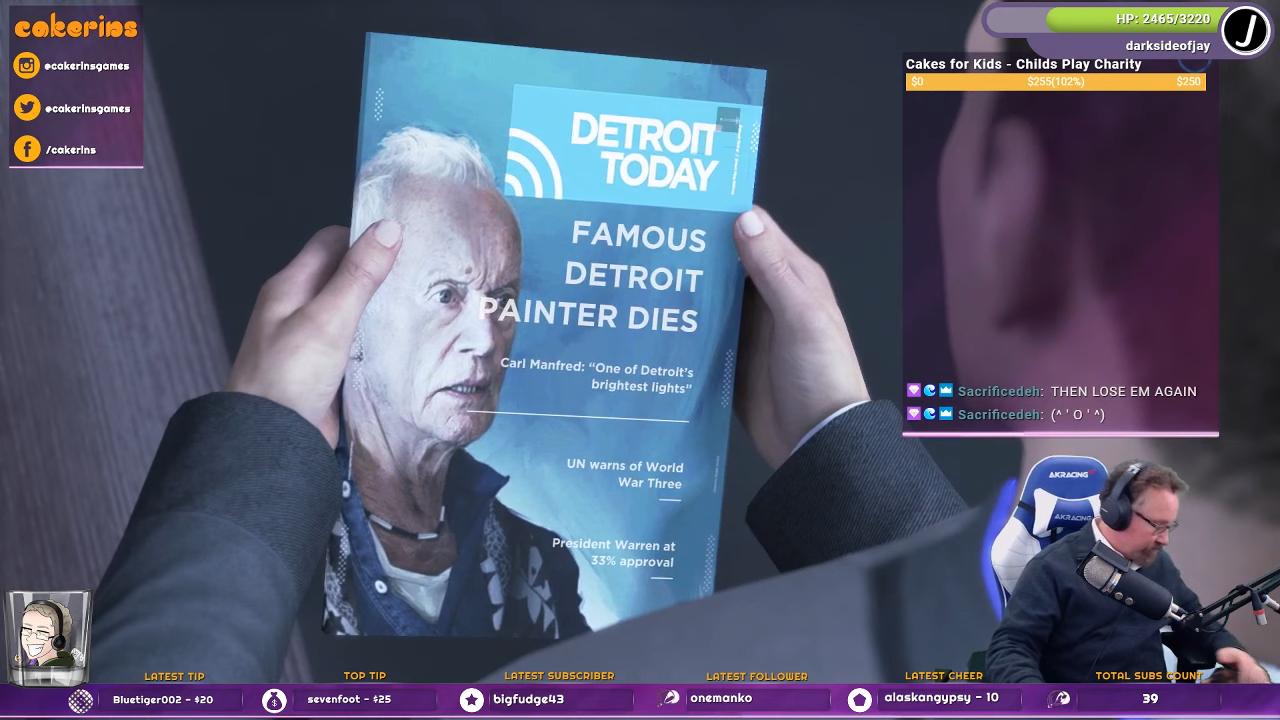 cakerins
@cakerinsgames
@cakerinsgames
/cakerins
HP: 2465/3220
darksideofjay
J
Cakes for Kids - Childs Play Charity
$0 $255(102%) $250
DETROIT
TODAY
FAMOUS
DETROIT
PAINTER DIES
Carl Manfred: “One of Detroit's
brightest lights”
UN warns of World
War Three
President Warren at
33% approval
Sacrificedeh: THEN LOSE EM AGAIN
Sacrificedeh: (^ ' O ' ^)
AKRACING
AKRACING
LATEST TIP
Bluetiger002 - $20
TOP TIP
sevenfoot - $25
LATEST SUBSCRIBER
bigfudge43
LATEST FOLLOWER
onemanko
LATEST CHEER
alaskangypsy - 10
TOTAL SUBS COUNT
39